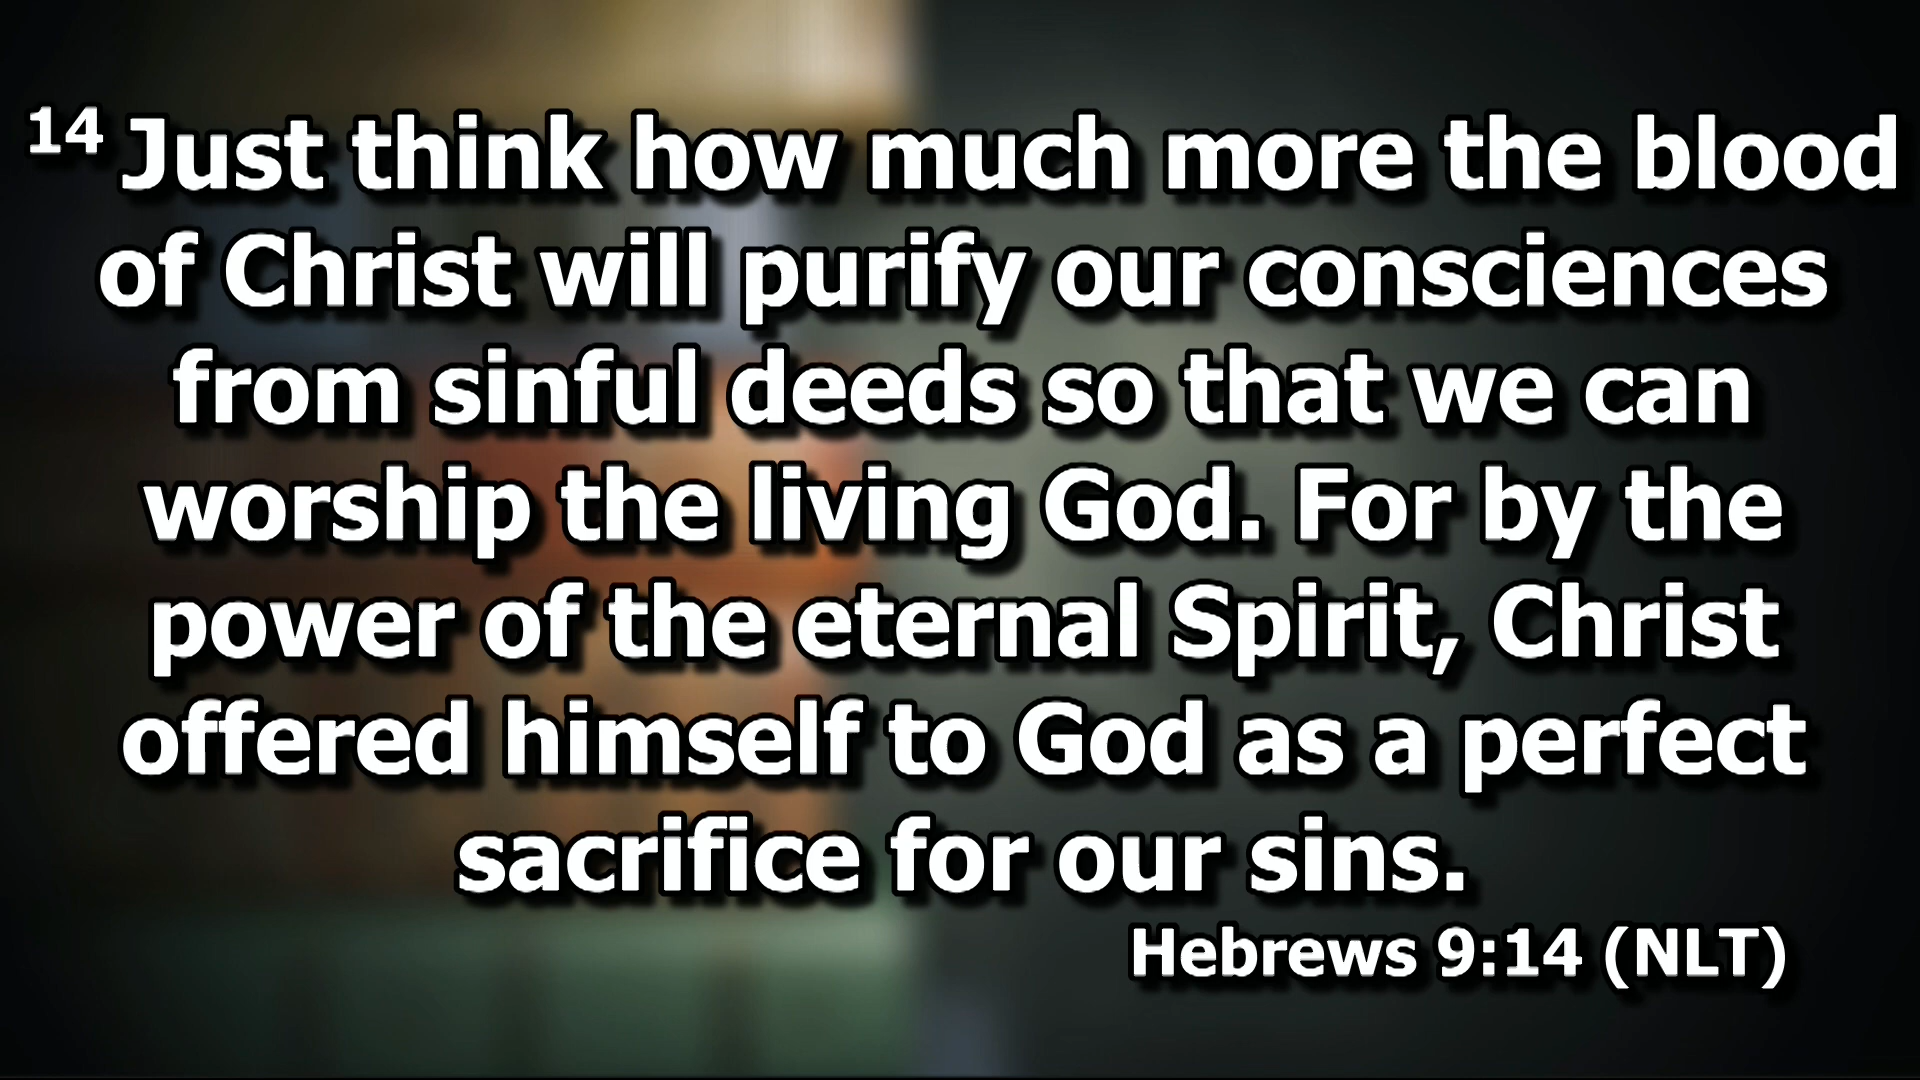 14 Just think how much more the blood
of Christ will purify our consciences
from sinful deeds so that we can
worship the living God. For by the
power of the eternal Spirit, Christ
offered himself to God as a perfect
sacrifice for our sins.
Hebrews 9:14 (NLT)